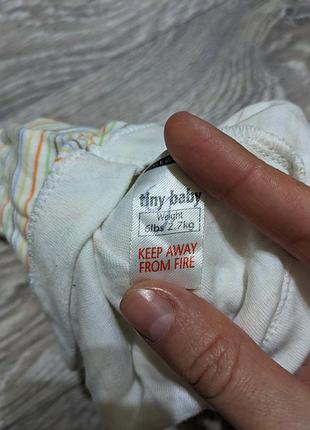 tiny baby
Weight
6lbs 2.7kg
KEEP AWAY
FROM FIRE